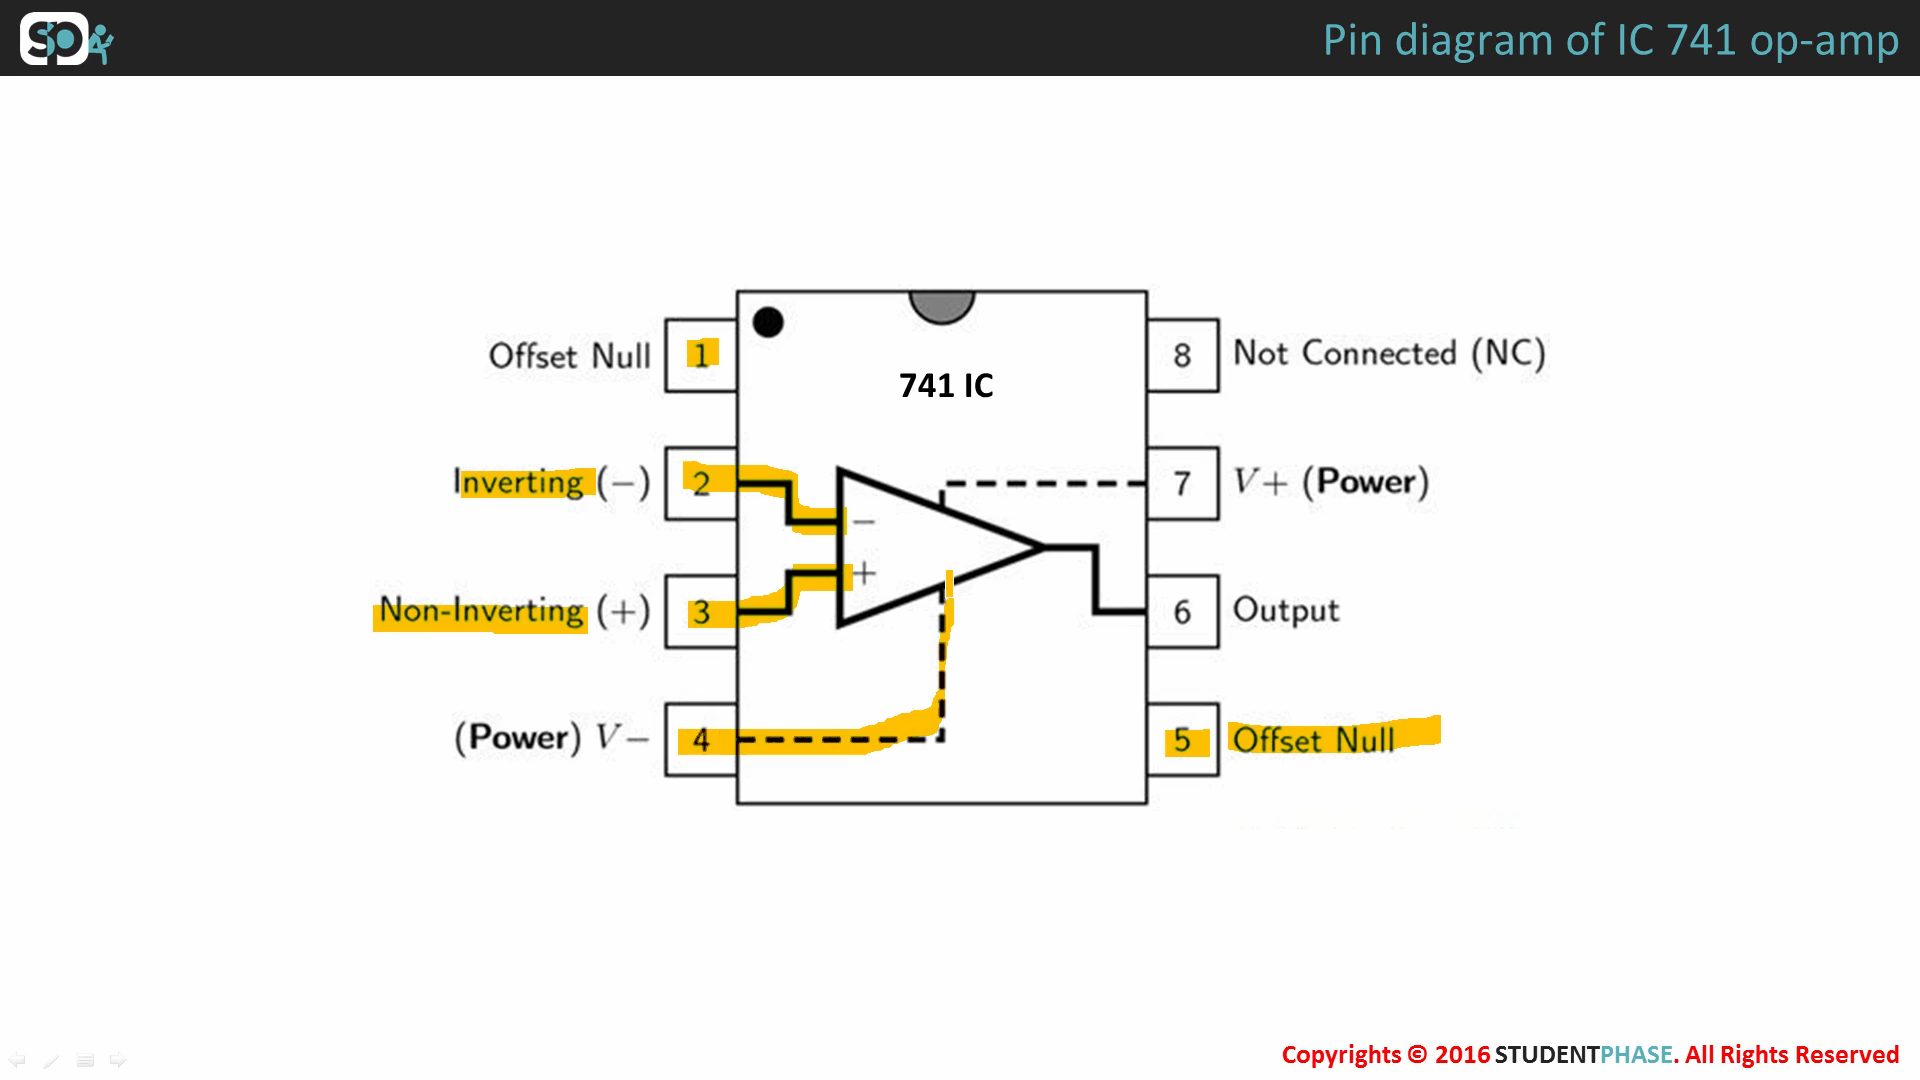 SP
Pin diagram of IC 741 op-amp
741 IC
Offset Null 1
Inverting (−) 2
Non-Inverting (+) 3
(Power) V− 4
−
+
8 Not Connected (NC)
7 V+ (Power)
6 Output
5 Offset Null
Copyrights © 2016 STUDENTPHASE. All Rights Reserved